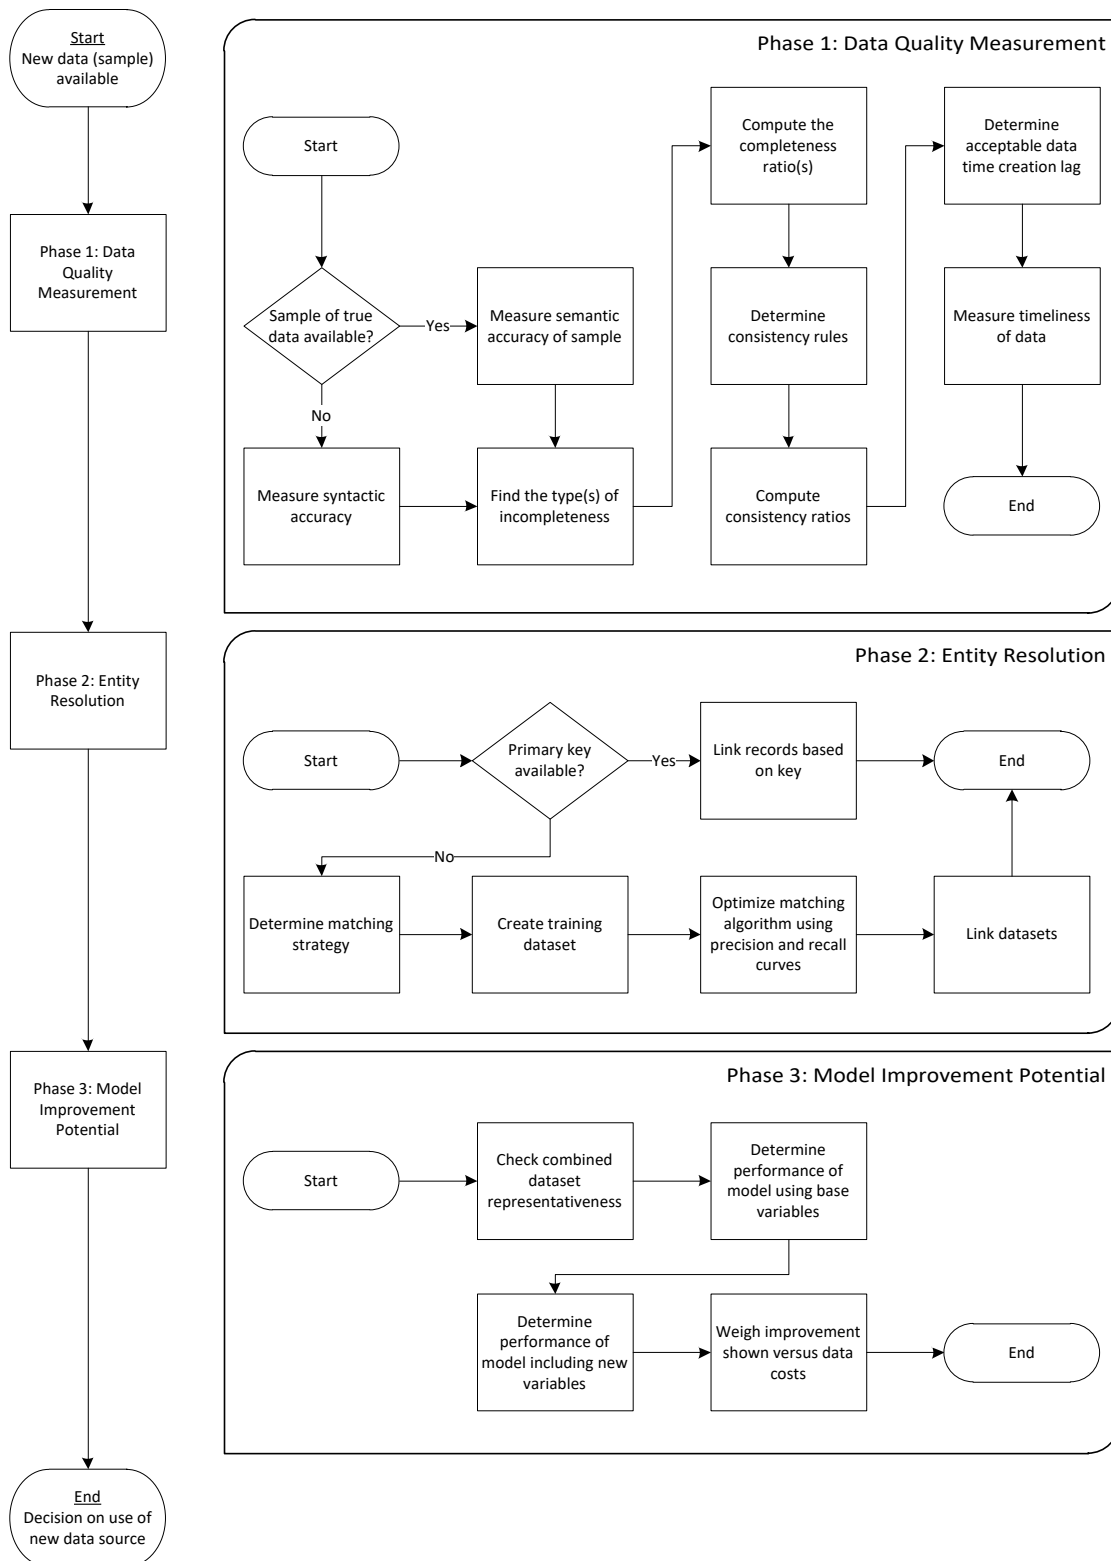 Start
New data (sample)
available
Phase 1: Data
Quality
Measurement
Phase 2: Entity
Resolution
Phase 3: Model
Improvement
Potential
End
Decision on use of
new data source
Phase 1: Data Quality Measurement
Start
Sample of true
data available?
Yes
No
Measure semantic
accuracy of sample
Measure syntactic
accuracy
Find the type(s) of
incompleteness
Compute the
completeness
ratio(s)
Determine
consistency rules
Compute
consistency ratios
Determine
acceptable data
time creation lag
Measure timeliness
of data
End
Phase 2: Entity Resolution
Start
Primary key
available?
Yes
Link records based
on key
End
No
Determine matching
strategy
Create training
dataset
Optimize matching
algorithm using
precision and recall
curves
Link datasets
Phase 3: Model Improvement Potential
Start
Check combined
dataset
representativeness
Determine
performance of
model using base
variables
Determine
performance of
model including new
variables
Weigh improvement
shown versus data
costs
End